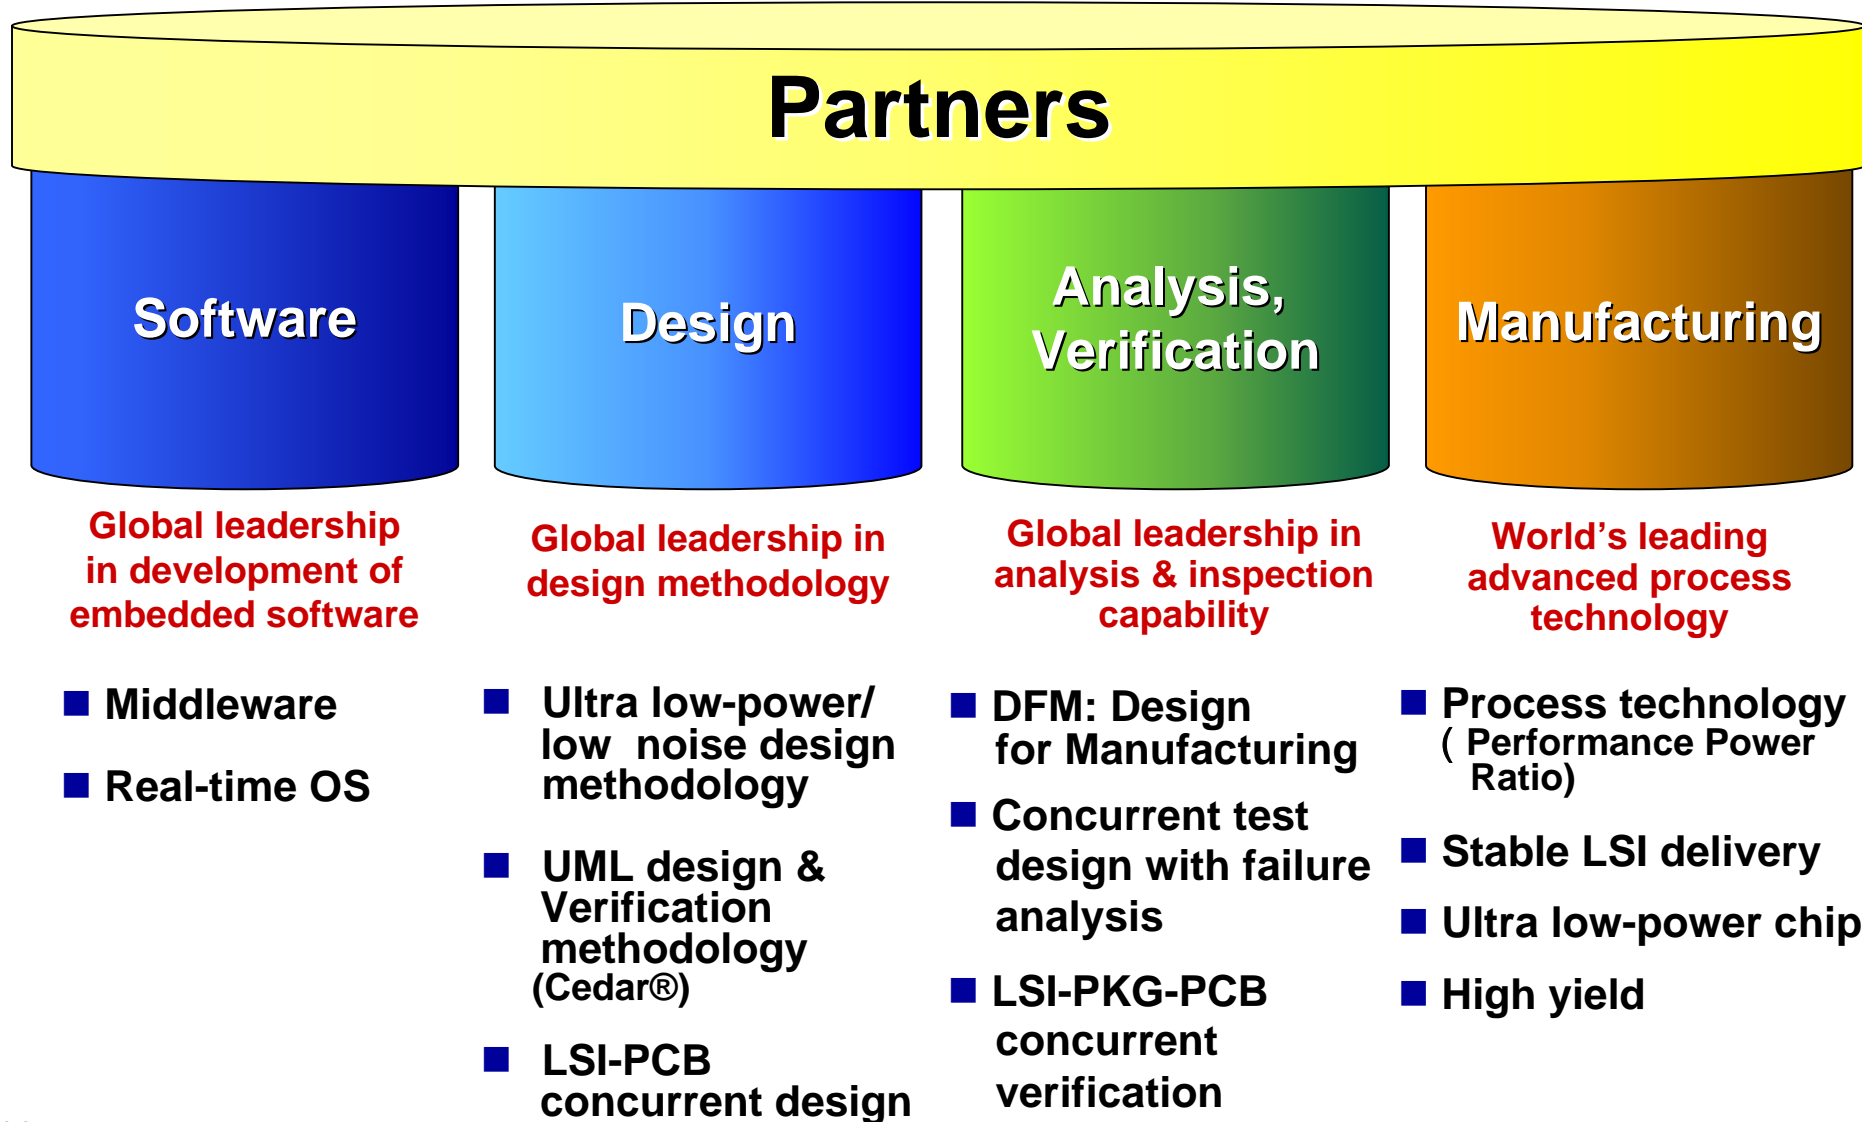 Partners
Software
Design
Analysis,
Verification
Manufacturing
Global leadership
in development of
embedded software
Middleware
Real-time OS
Global leadership in
design methodology
Ultra low-power/
low noise design
methodology
UML design &
Verification
methodology
(Cedar®)
LSI-PCB
concurrent design
Global leadership in
analysis & inspection
capability
DFM: Design
for Manufacturing
Concurrent test
design with failure
analysis
LSI-PKG-PCB
concurrent
verification
World’s leading
advanced process
technology
Process technology
( Performance Power
Ratio)
Stable LSI delivery
Ultra low-power chip
High yield